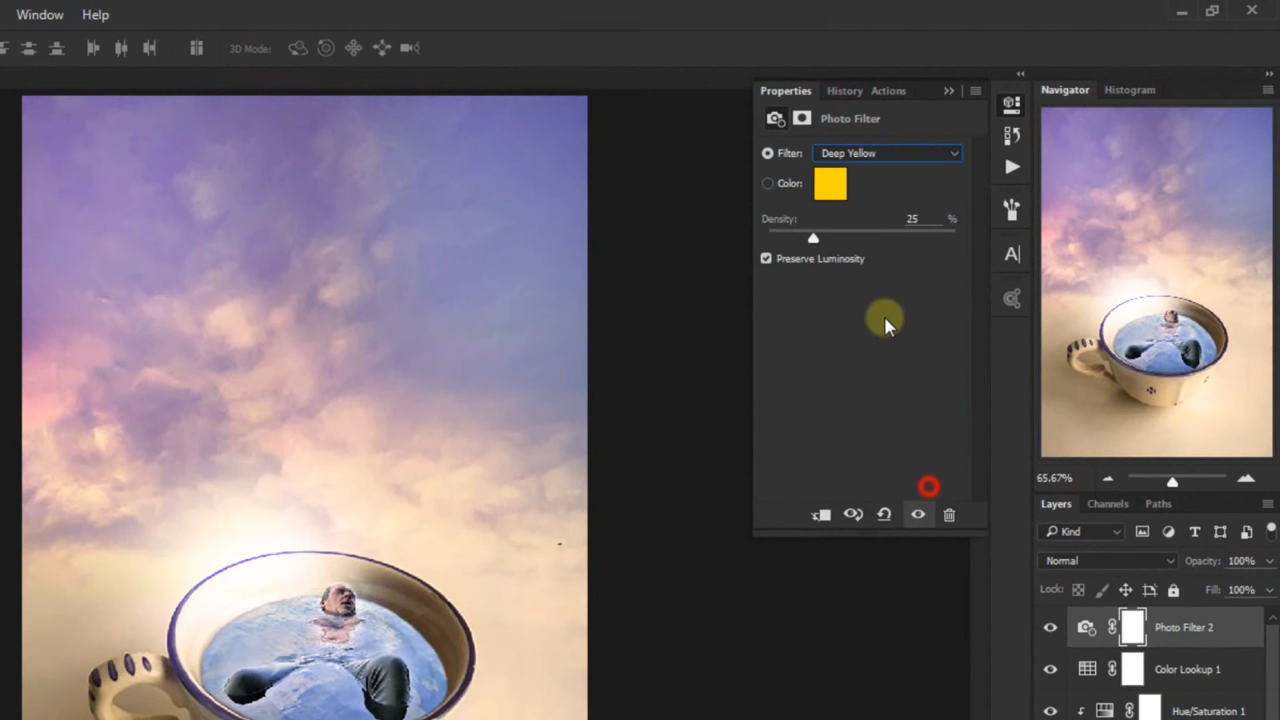 Window Help
3D Mode:
Properties History Actions
Navigator Histogram
Photo Filter
Filter: Deep Yellow
Color:
Density: 25 %
Preserve Luminosity
A
65.67%
Layers Channels Paths
Kind T
Normal Opacity: 100%
Lock: Fill: 100%
Photo Filter 2
Color Lookup 1
Hue/Saturation 1